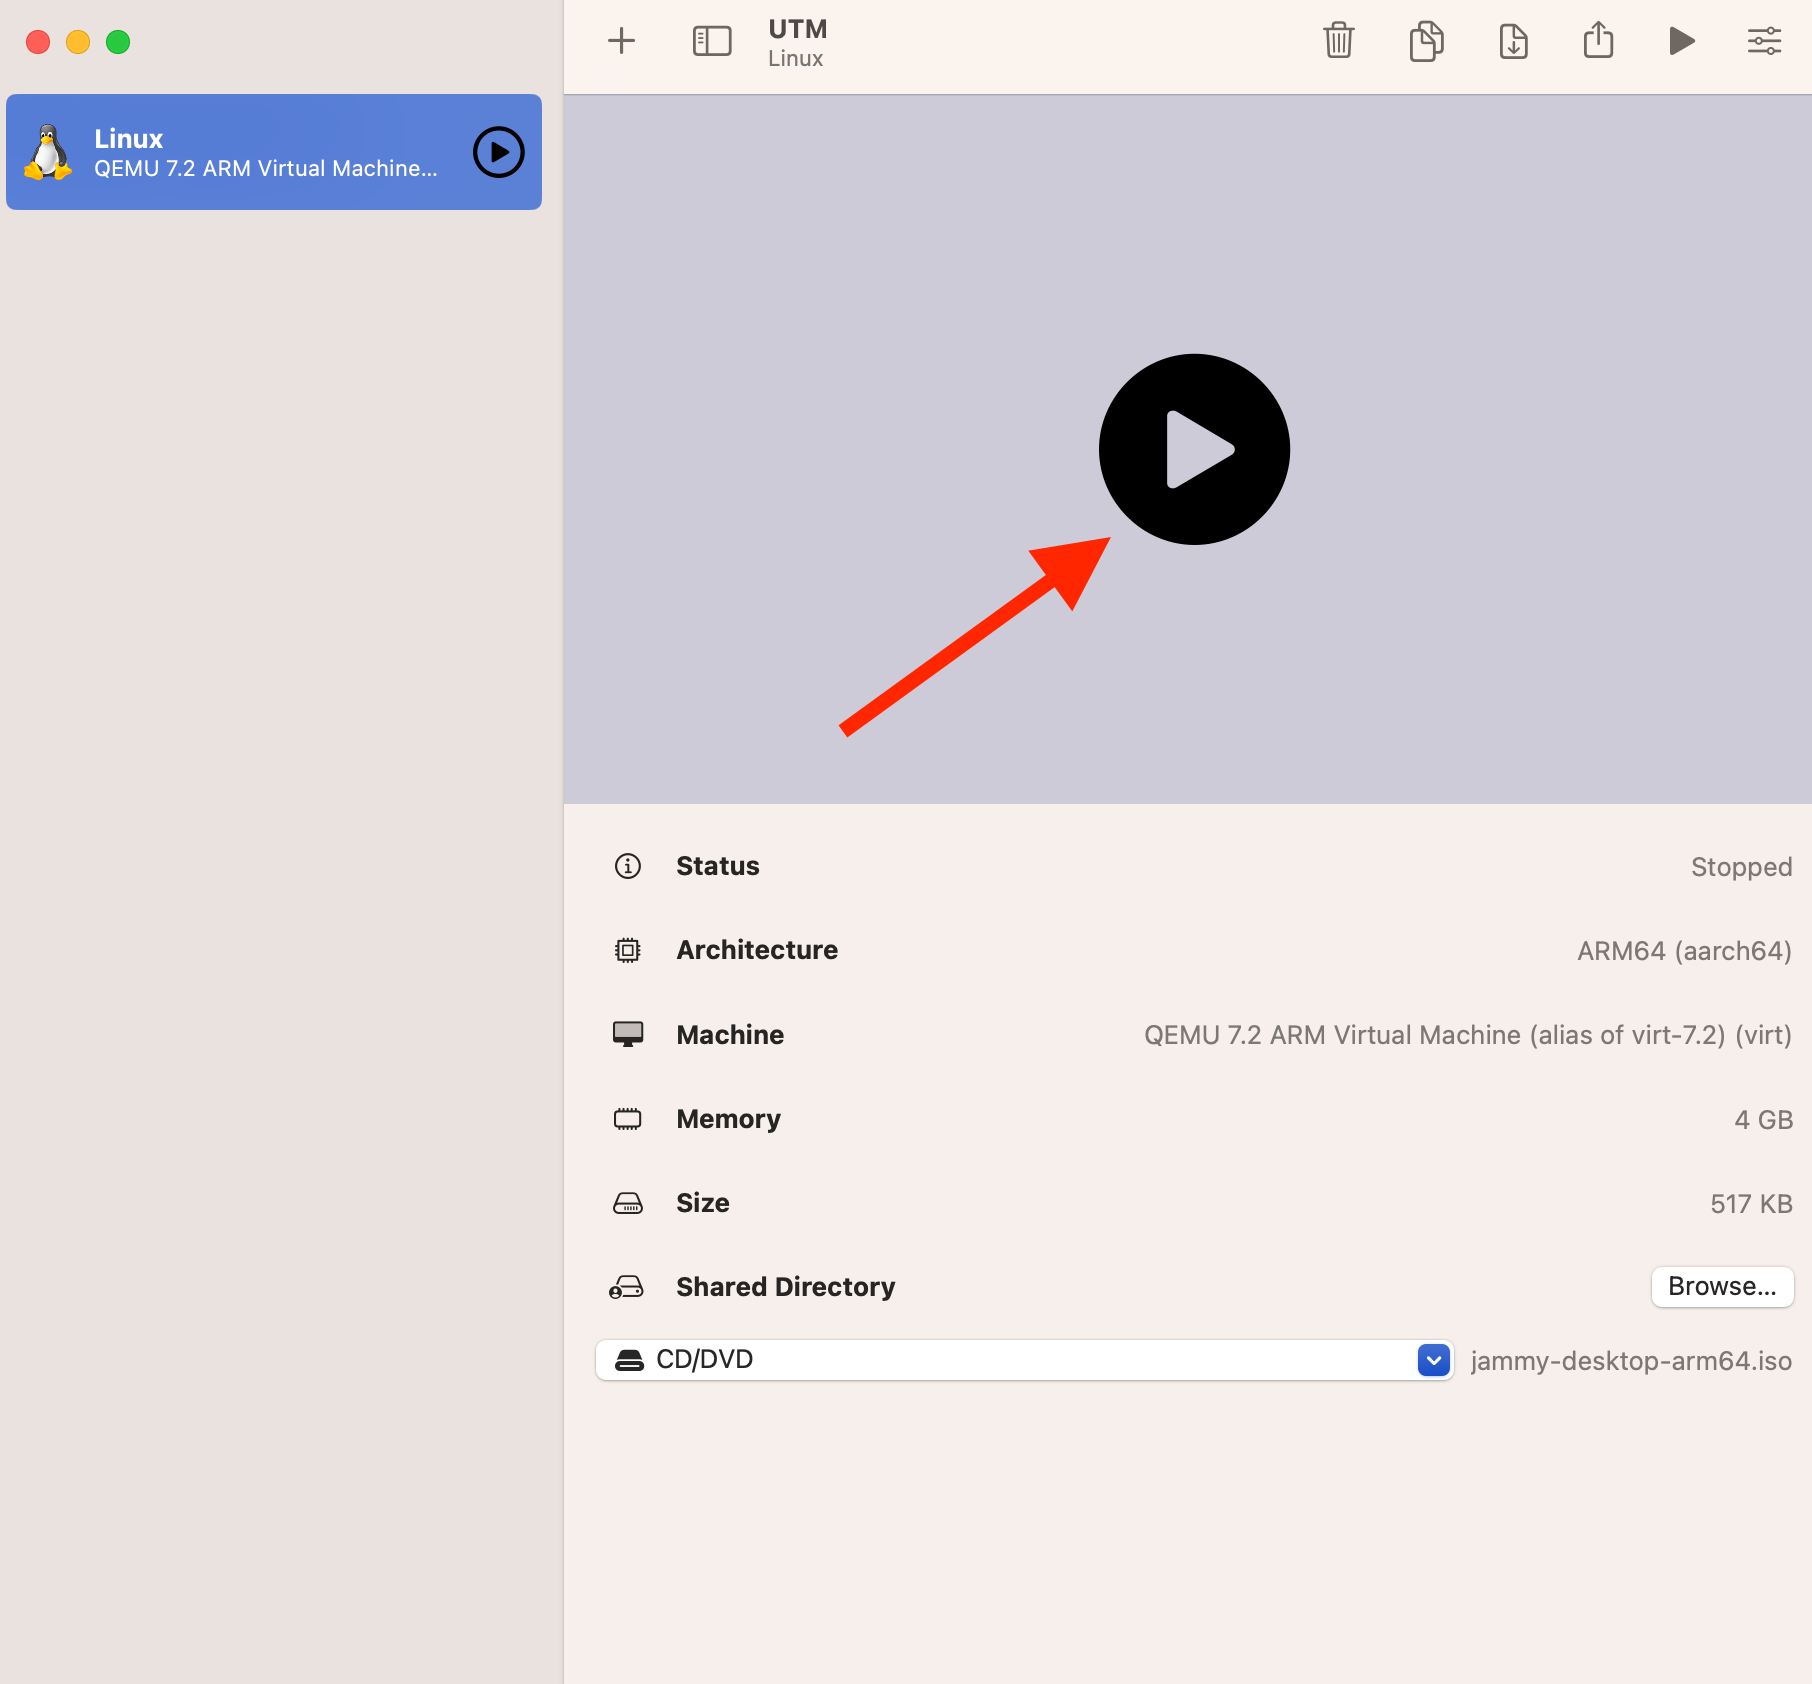 UTM
Linux
Linux
QEMU 7.2 ARM Virtual Machine...
Status Stopped
Architecture ARM64 (aarch64)
Machine QEMU 7.2 ARM Virtual Machine (alias of virt-7.2) (virt)
Memory 4 GB
Size 517 KB
Shared Directory Browse...
CD/DVD jammy-desktop-arm64.iso